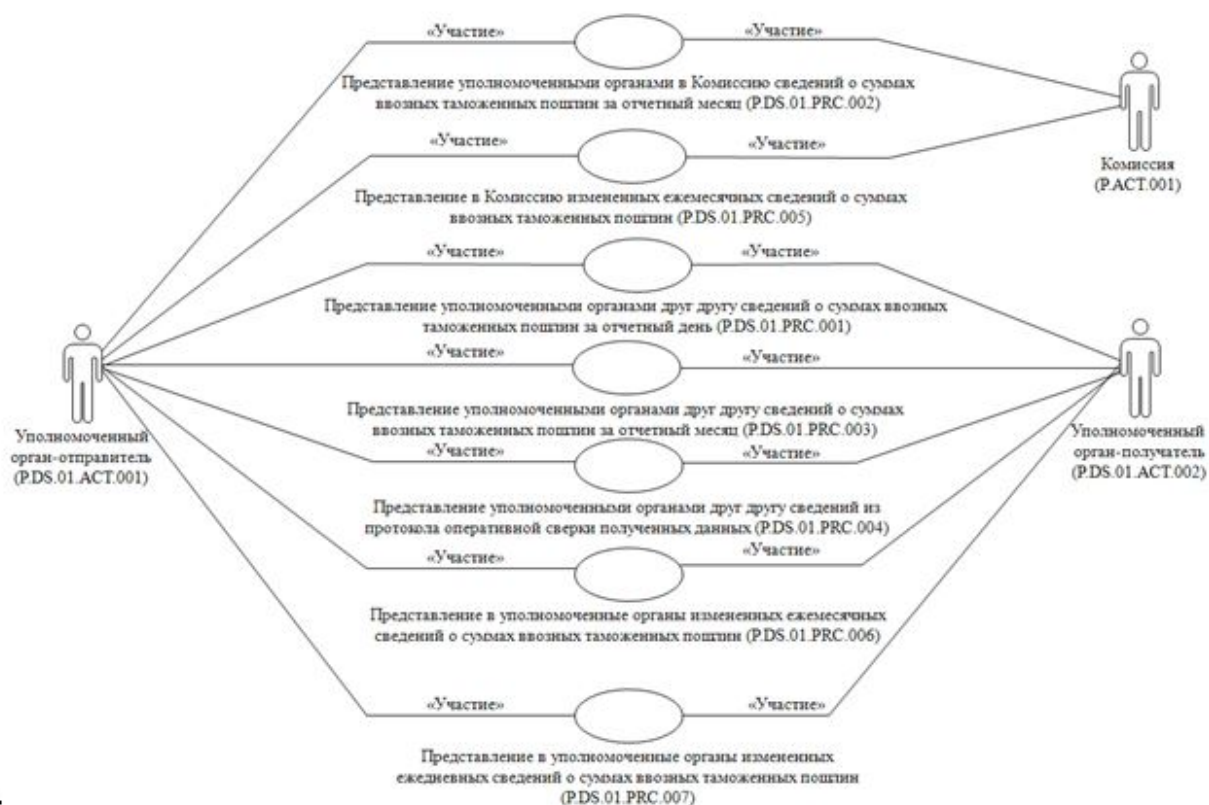 «Участие» «Участие»
Представление уполномоченными органами в Комиссию сведений о суммах
ввозных таможенных пошлин за отчетный месяц (P.DS.01.PRC.002)
«Участие» «Участие»
Комиссия
(P.ACT.001)
Представление в Комиссию измененных ежемесячных сведений о суммах
ввозных таможенных пошлин (P.DS.01.PRC.005)
«Участие» «Участие»
Представление уполномоченными органами друг другу сведений о суммах ввозных
таможенных пошлин за отчетный день (P.DS.01.PRC.001)
«Участие» «Участие»
Представление уполномоченными органами друг другу сведений о суммах
ввозных таможенных пошлин за отчетный месяц (P.DS.01.PRC.003)
Уполномоченный
орган-отправитель
(P.DS.01.ACT.001)
Уполномоченный
орган-получатель
(P.DS.01.ACT.002)
«Участие» «Участие»
Представление уполномоченными органами друг другу сведений из
протокола оперативной сверки полученных данных (P.DS.01.PRC.004)
«Участие» «Участие»
Представление в уполномоченные органы измененных ежемесячных
сведений о суммах ввозных таможенных пошлин (P.DS.01.PRC.006)
«Участие» «Участие»
Представление в уполномоченные органы измененных
ежедневных сведений о суммах ввозных таможенных пошлин
(P.DS.01.PRC.007)